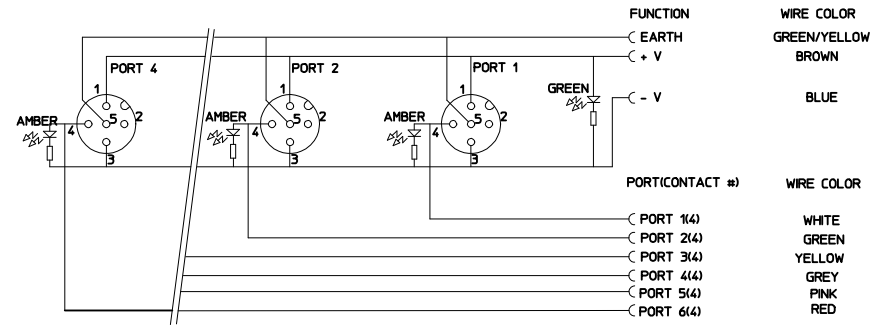 FUNCTION WIRE COLOR
EARTH GREEN/YELLOW
+ V BROWN
PORT 4 PORT 2 PORT 1
GREEN
- V BLUE
1 1 1
AMBER 4 5 2 AMBER 4 5 2 AMBER 4 5 2
3 3 3
PORT(CONTACT #) WIRE COLOR
PORT 1(4) WHITE
PORT 2(4) GREEN
PORT 3(4) YELLOW
PORT 4(4) GREY
PORT 5(4) PINK
PORT 6(4) RED